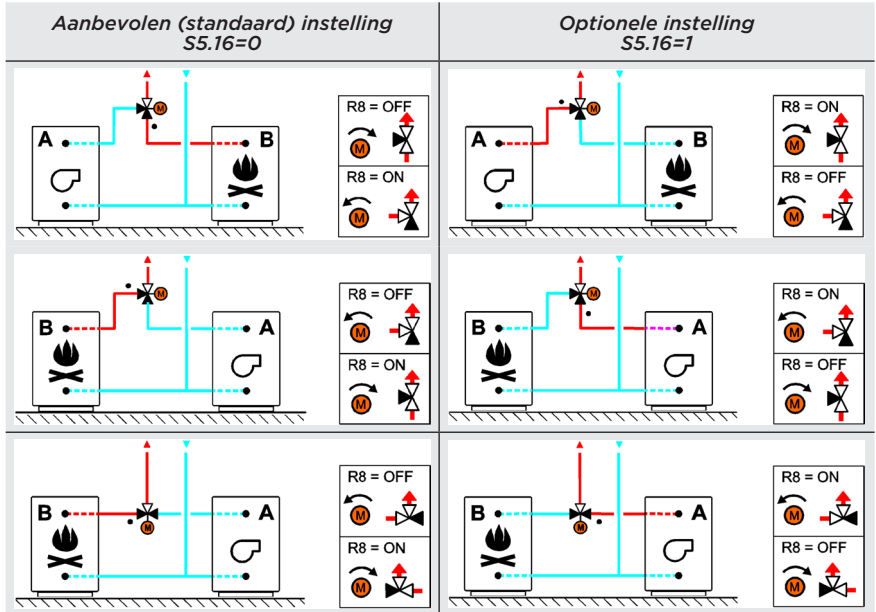 Aanbevolen (standaard) instelling
S5.16=0
Optionele instelling
S5.16=1
A
M
B
R8 = OFF
M
R8 = ON
M
A
M
B
R8 = ON
M
R8 = OFF
M
B
M
A
R8 = OFF
M
R8 = ON
M
B
M
A
R8 = ON
M
R8 = OFF
M
B
M
A
R8 = OFF
M
R8 = ON
M
B
M
A
R8 = ON
M
R8 = OFF
M